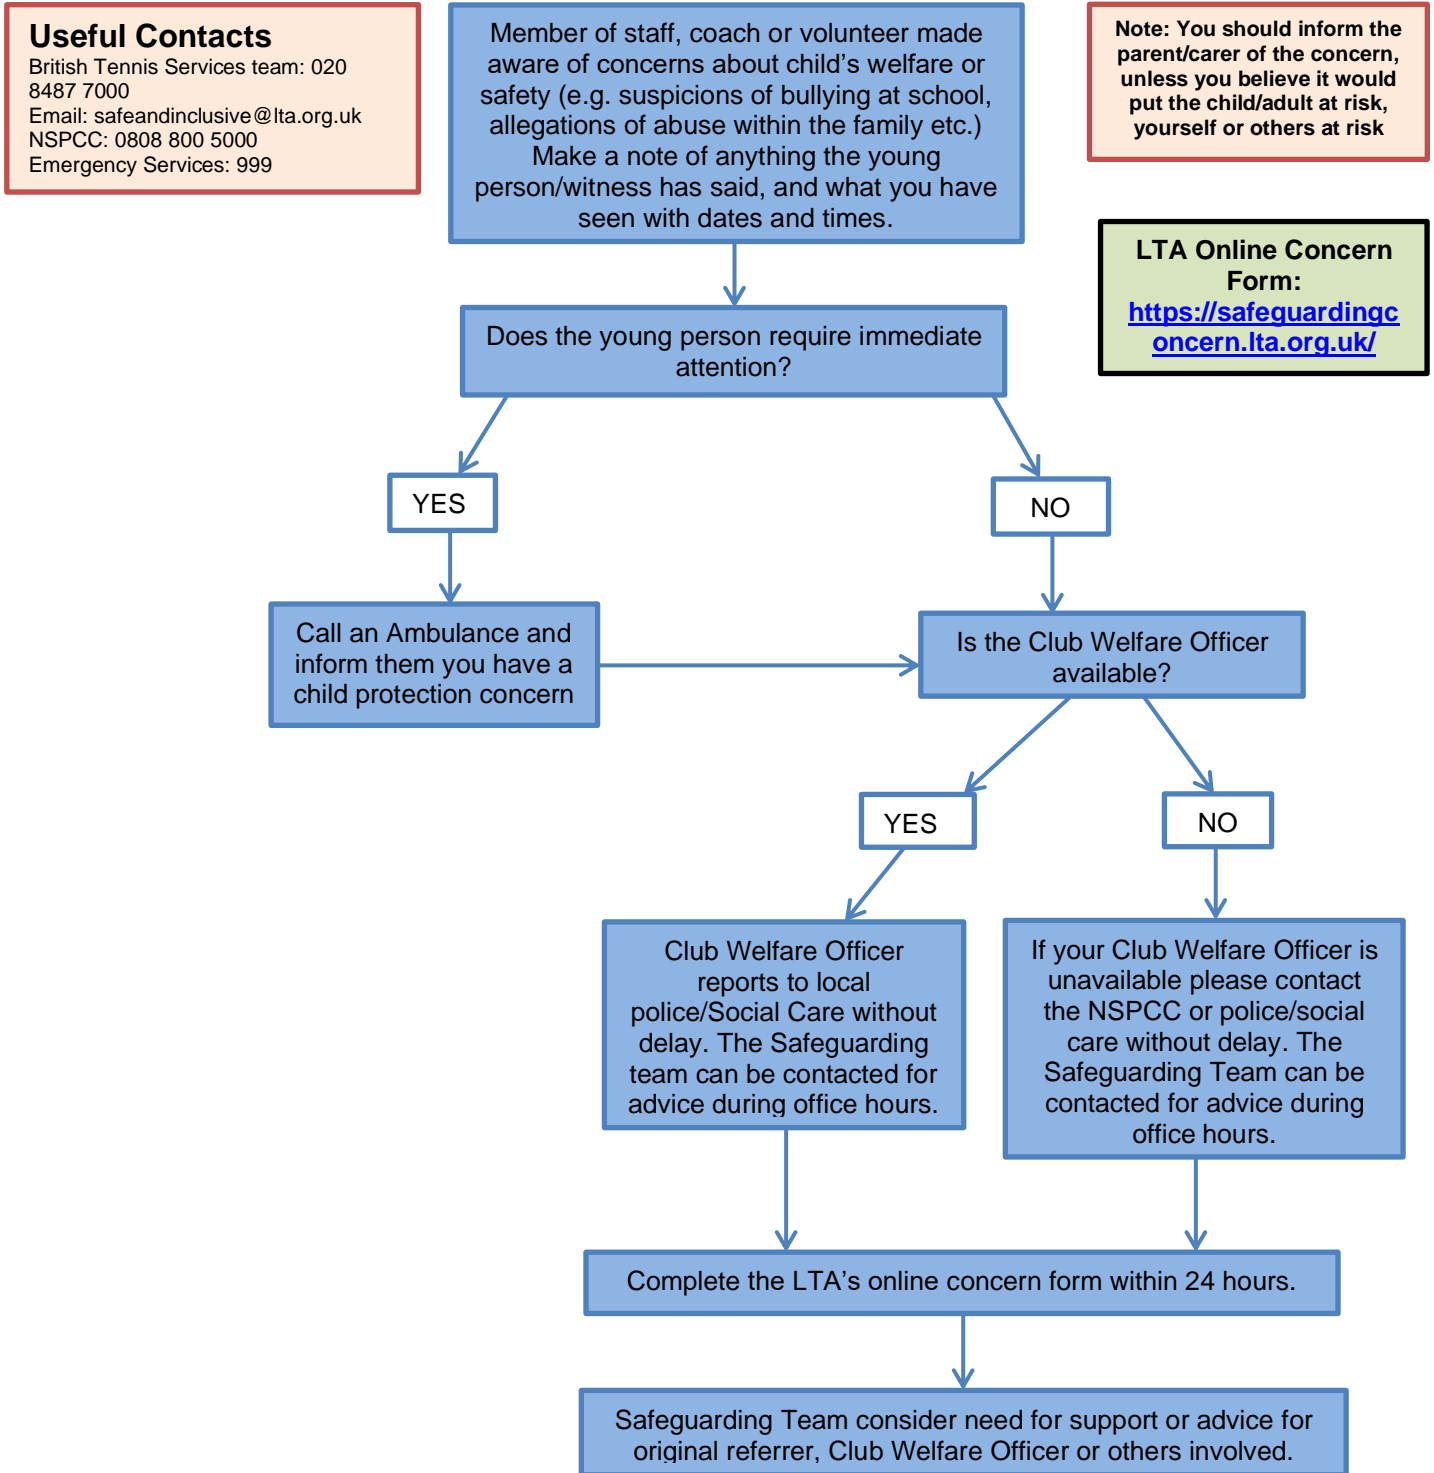 Useful Contacts
British Tennis Services team: 020
8487 7000
Email: safeandinclusive@lta.org.uk
NSPCC: 0808 800 5000
Emergency Services: 999
Member of staff, coach or volunteer made
aware of concerns about child’s welfare or
safety (e.g. suspicions of bullying at school,
allegations of abuse within the family etc.)
Make a note of anything the young
person/witness has said, and what you have
seen with dates and times.
Note: You should inform the
parent/carer of the concern,
unless you believe it would
put the child/adult at risk,
yourself or others at risk
LTA Online Concern
Form:
https://safeguardingc
oncern.lta.org.uk/
Does the young person require immediate
attention?
YES
NO
Call an Ambulance and
inform them you have a
child protection concern
Is the Club Welfare Officer
available?
YES
NO
Club Welfare Officer
reports to local
police/Social Care without
delay. The Safeguarding
team can be contacted for
advice during office hours.
If your Club Welfare Officer is
unavailable please contact
the NSPCC or police/social
care without delay. The
Safeguarding Team can be
contacted for advice during
office hours.
Complete the LTA’s online concern form within 24 hours.
Safeguarding Team consider need for support or advice for
original referrer, Club Welfare Officer or others involved.